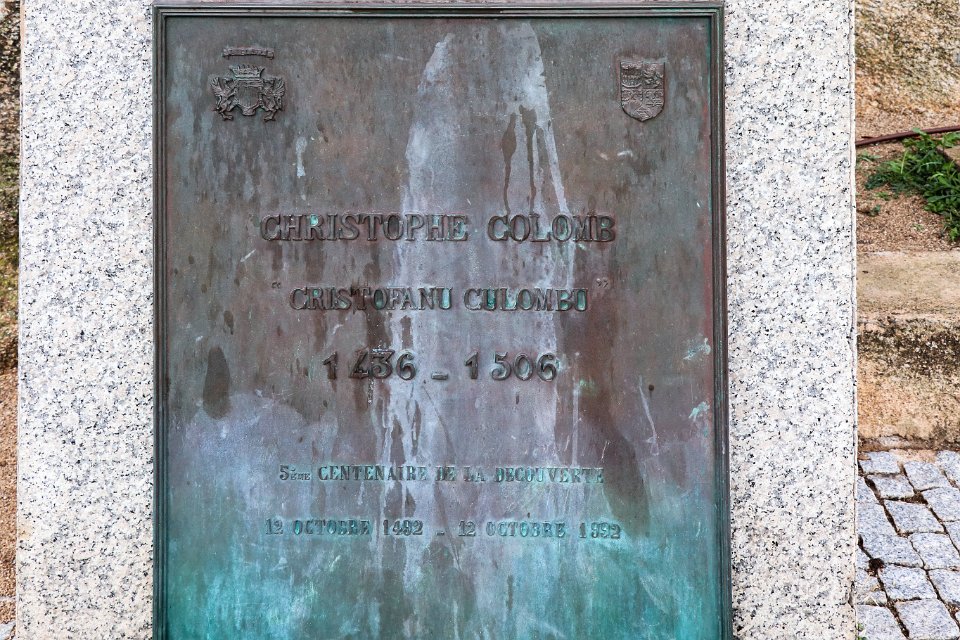 CHRISTOPHE COLOMB
"CRISTOFANU CULOMBU"
1436 - 1506
5ème CENTENAIRE DE LA DECOUVERTE
12 OCTOBRE 1492 - 12 OCTOBRE 1992